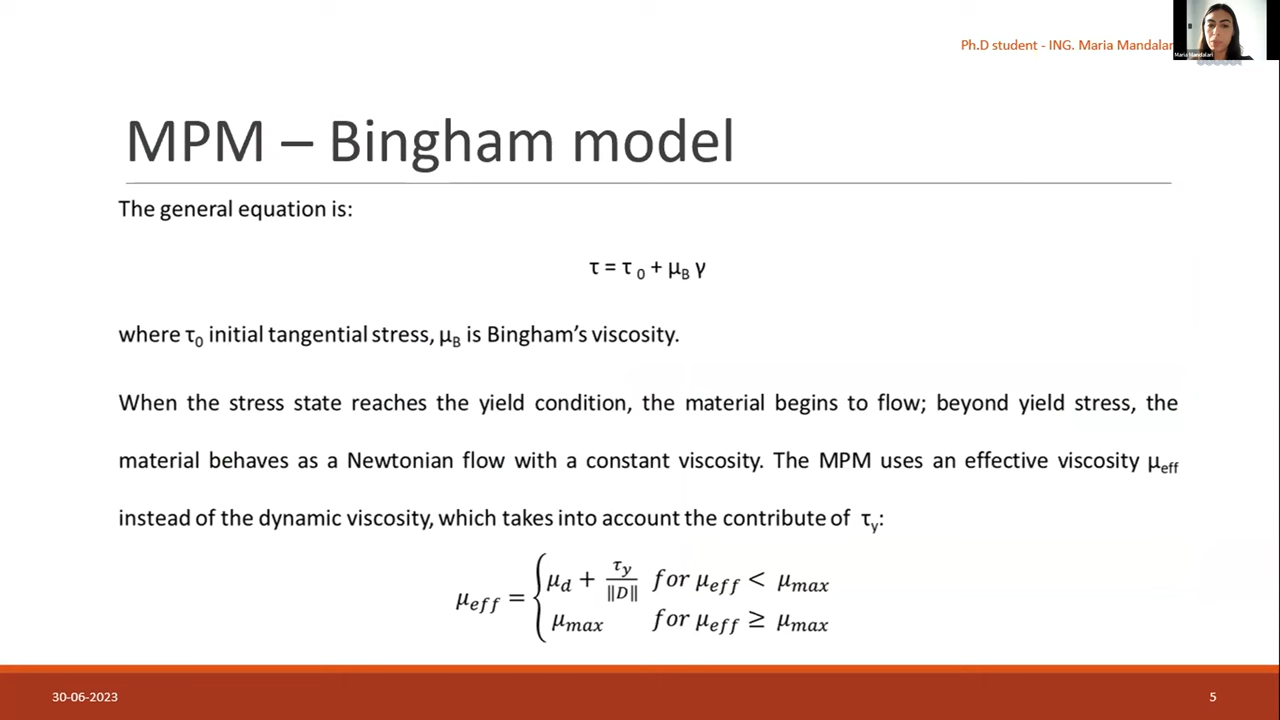 Ph.D student - ING. Maria Mandalar
Maria Mandalari
MPM – Bingham model
The general equation is:
τ = τ 0 + μB γ
where τ0 initial tangential stress, μB is Bingham’s viscosity.
When the stress state reaches the yield condition, the material begins to flow; beyond yield stress, the
material behaves as a Newtonian flow with a constant viscosity. The MPM uses an effective viscosity μeff
instead of the dynamic viscosity, which takes into account the contribute of τy:
μeff = { μd + τy / ||D|| for μeff < μmax
μmax for μeff ≥ μmax
30-06-2023
5